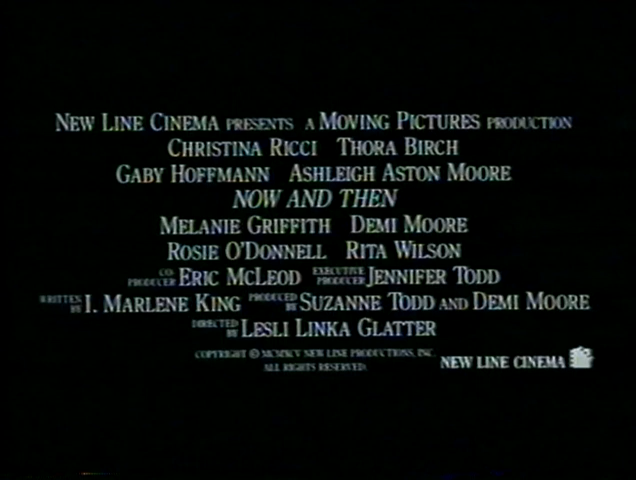 NEW LINE CINEMA PRESENTS A MOVING PICTURES PRODUCTION
CHRISTINA RICCI THORA BIRCH
GABY HOFFMANN ASHLEIGH ASTON MOORE
NOW AND THEN
MELANIE GRIFFITH DEMI MOORE
ROSIE O'DONNELL RITA WILSON
CO-PRODUCER ERIC MCLEOD EXECUTIVE PRODUCER JENNIFER TODD
WRITTEN BY I. MARLENE KING PRODUCED BY SUZANNE TODD AND DEMI MOORE
DIRECTED BY LESLI LINKA GLATTER
COPYRIGHT © MCMXCV NEW LINE PRODUCTIONS, INC.
ALL RIGHTS RESERVED.
NEW LINE CINEMA